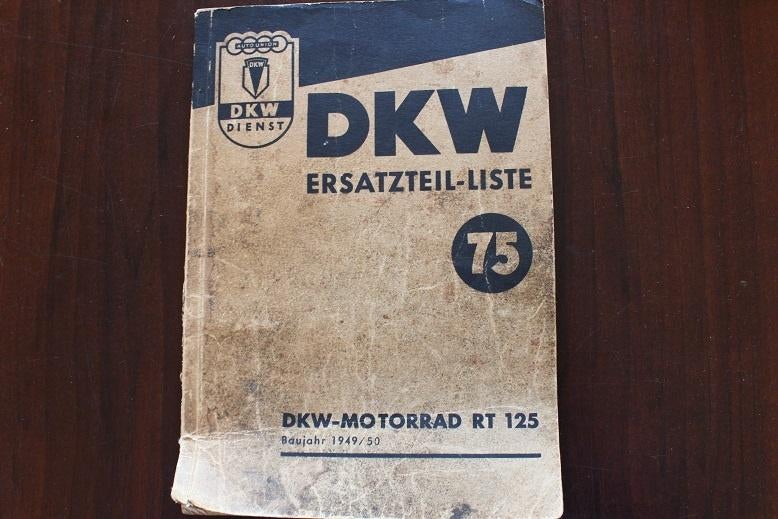 AUTO UNION
DKW
DKW
DIENST
DKW
ERSATZTEIL-LISTE
75
DKW-MOTORRAD RT 125
Baujahr 1949/50